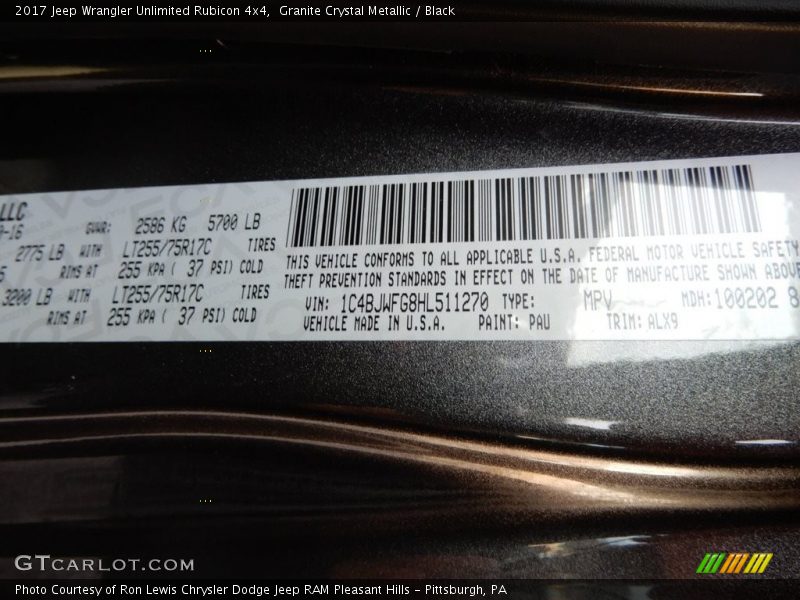 2017 Jeep Wrangler Unlimited Rubicon 4x4, Granite Crystal Metallic / Black
LLC
-16 GVWR: 2586 KG 5700 LB
2775 LB WITH LT255/75R17C TIRES
RIMS AT 255 KPA ( 37 PSI) COLD
3200 LB WITH LT255/75R17C TIRES
RIMS AT 255 KPA ( 37 PSI) COLD
THIS VEHICLE CONFORMS TO ALL APPLICABLE U.S.A. FEDERAL MOTOR VEHICLE SAFETY
THEFT PREVENTION STANDARDS IN EFFECT ON THE DATE OF MANUFACTURE SHOWN ABOVE
VIN: 1C4BJWFG8HL511270 TYPE: MPV MDH:100202 8
VEHICLE MADE IN U.S.A. PAINT: PAU TRIM: ALX9
GTCARLOT.COM
Photo Courtesy of Ron Lewis Chrysler Dodge Jeep RAM Pleasant Hills - Pittsburgh, PA